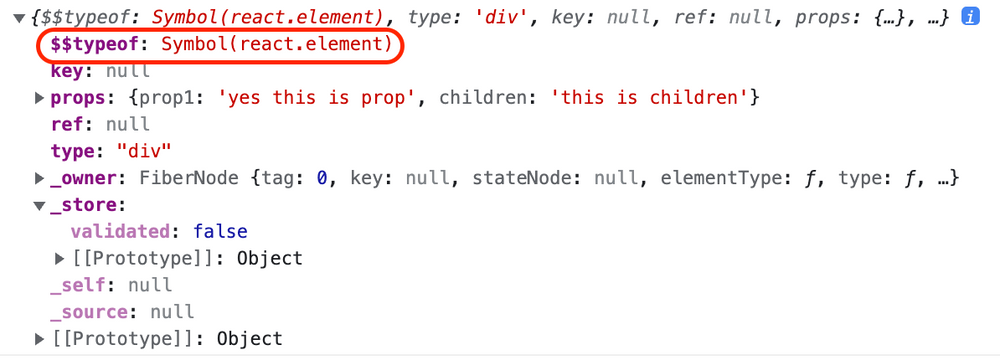 {$$typeof: Symbol(react.element), type: 'div', key: null, ref: null, props: {…}, …} i
$$typeof: Symbol(react.element)
key: null
props: {prop1: 'yes this is prop', children: 'this is children'}
ref: null
type: "div"
_owner: FiberNode {tag: 0, key: null, stateNode: null, elementType: ƒ, type: ƒ, …}
_store:
validated: false
[[Prototype]]: Object
_self: null
_source: null
[[Prototype]]: Object